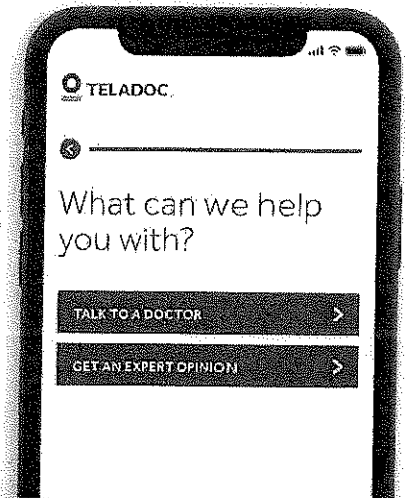 TELADOC
What can we help
you with?
TALK TO A DOCTOR
GET AN EXPERT OPINION